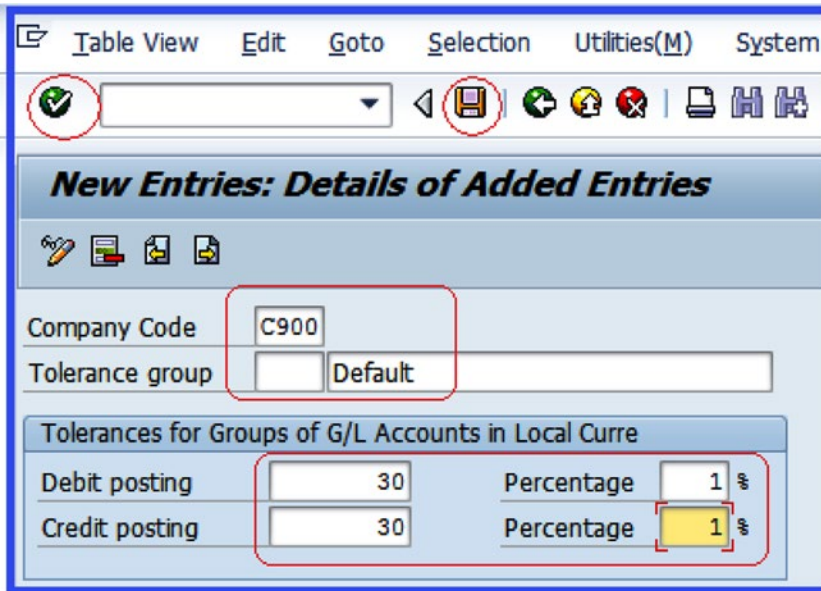 Table View Edit Goto Selection Utilities(M) System
New Entries: Details of Added Entries
Company Code C900
Tolerance group Default
Tolerances for Groups of G/L Accounts in Local Curre
Debit posting 30 Percentage 1 %
Credit posting 30 Percentage 1 %